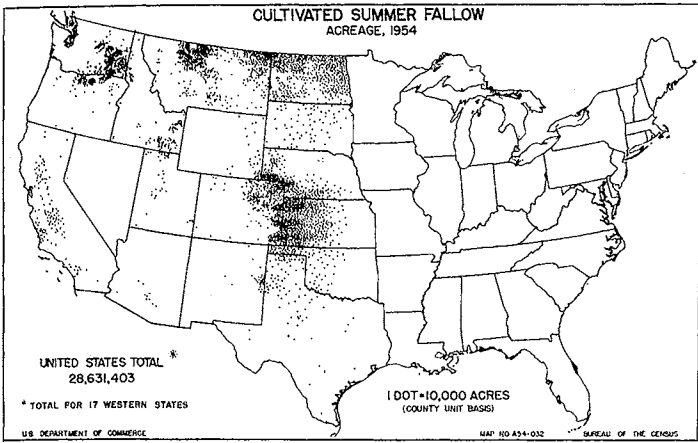 CULTIVATED SUMMER FALLOW
ACREAGE, 1954
UNITED STATES TOTAL *
28,631,403
* TOTAL FOR 17 WESTERN STATES
1 DOT=10,000 ACRES
(COUNTY UNIT BASIS)
U.S. DEPARTMENT OF COMMERCE
MAP NO A54-032
BUREAU OF THE CENSUS